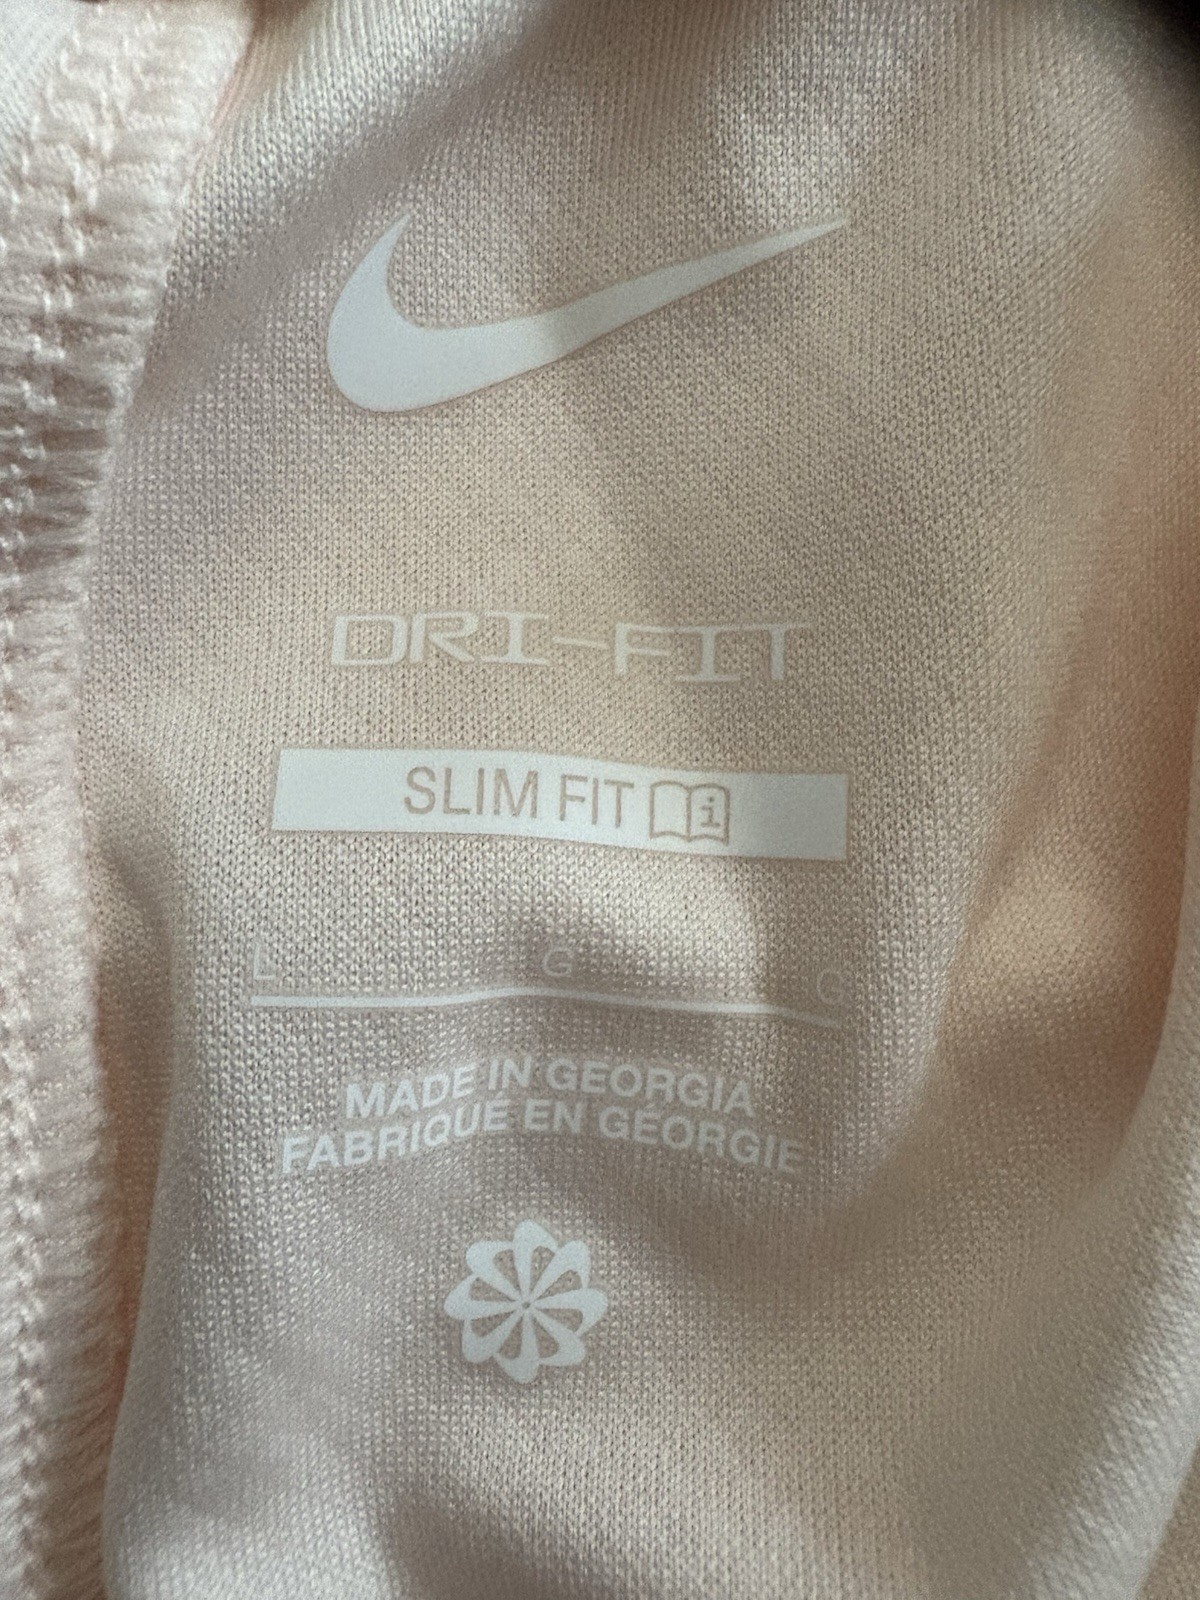 DRI-FIT
SLIM FIT i
L G G
MADE IN GEORGIA
FABRIQUÉ EN GÉORGIE